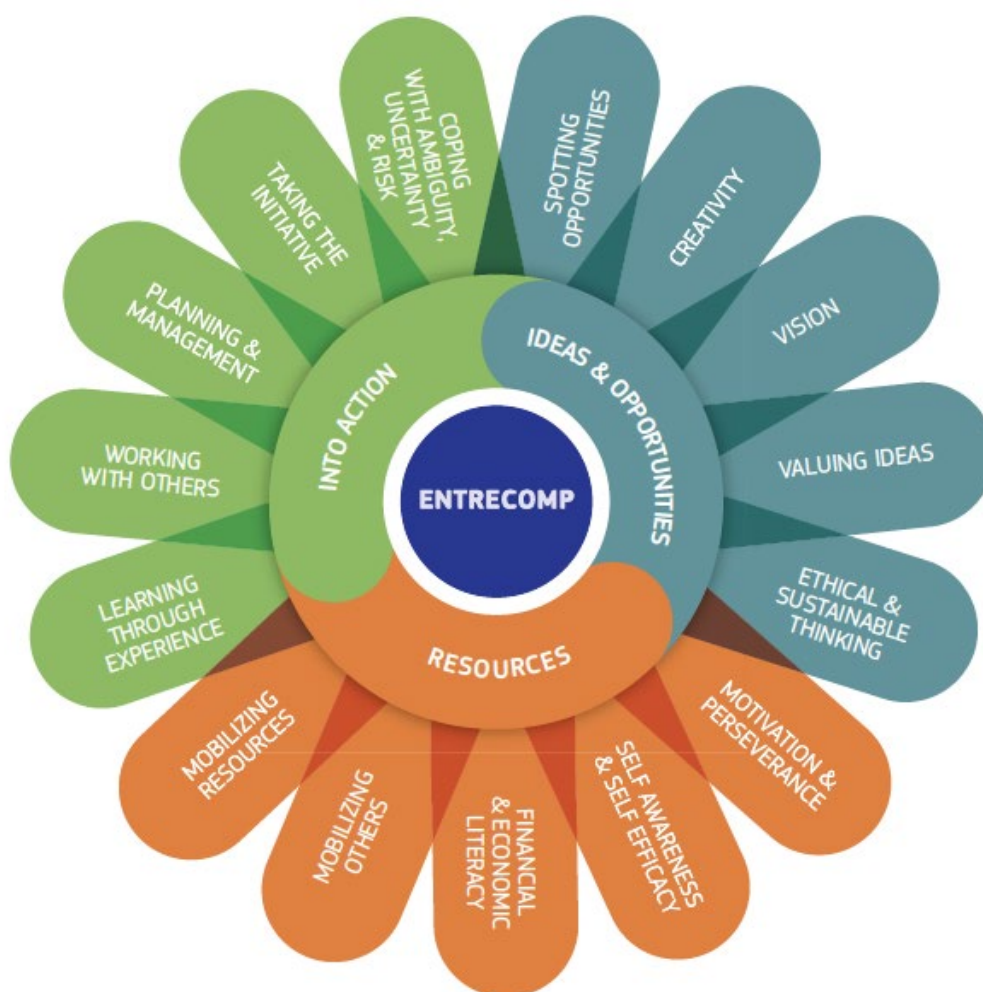 ENTRECOMP
IDEAS & OPPORTUNITIES
SPOTTING
OPPORTUNITIES
CREATIVITY
VISION
VALUING IDEAS
ETHICAL &
SUSTAINABLE
THINKING
RESOURCES
MOTIVATION &
PERSEVERANCE
SELF AWARENESS
& SELF EFFICACY
FINANCIAL
& ECONOMIC
LITERACY
MOBILIZING
OTHERS
MOBILIZING
RESOURCES
INTO ACTION
LEARNING
THROUGH
EXPERIENCE
WORKING
WITH OTHERS
PLANNING &
MANAGEMENT
TAKING THE
INITIATIVE
COPING
WITH AMBIGUITY,
UNCERTAINTY
& RISK